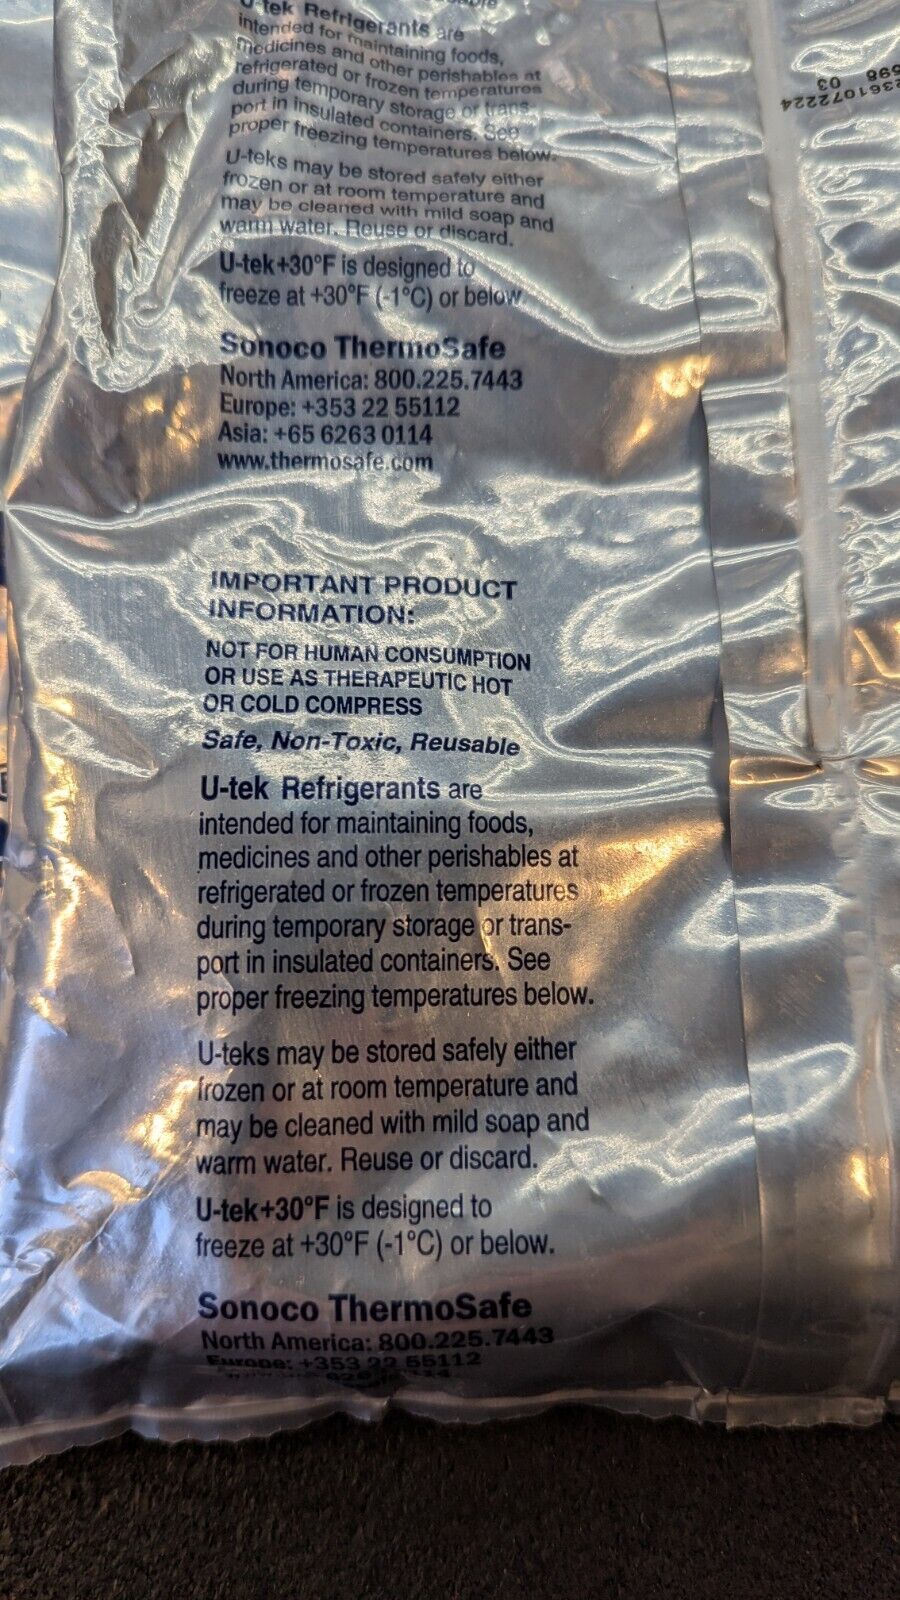 U-tek Refrigerants are
intended for maintaining foods,
medicines and other perishables at
refrigerated or frozen temperatures
during temporary storage or trans-
port in insulated containers. See
proper freezing temperatures below.
U-teks may be stored safely either
frozen or at room temperature and
may be cleaned with mild soap and
warm water. Reuse or discard.
U-tek+30°F is designed to
freeze at +30°F (-1°C) or below.
Sonoco ThermoSafe
North America: 800.225.7443
Europe: +353 22 55112
Asia: +65 6263 0114
www.thermosafe.com
IMPORTANT PRODUCT
INFORMATION:
NOT FOR HUMAN CONSUMPTION
OR USE AS THERAPEUTIC HOT
OR COLD COMPRESS
Safe, Non-Toxic, Reusable
U-tek Refrigerants are
intended for maintaining foods,
medicines and other perishables at
refrigerated or frozen temperatures
during temporary storage or trans-
port in insulated containers. See
proper freezing temperatures below.
U-teks may be stored safely either
frozen or at room temperature and
may be cleaned with mild soap and
warm water. Reuse or discard.
U-tek+30°F is designed to
freeze at +30°F (-1°C) or below.
Sonoco ThermoSafe
North America: 800.225.7443
Europe: +353 22 55112
2361072224
03